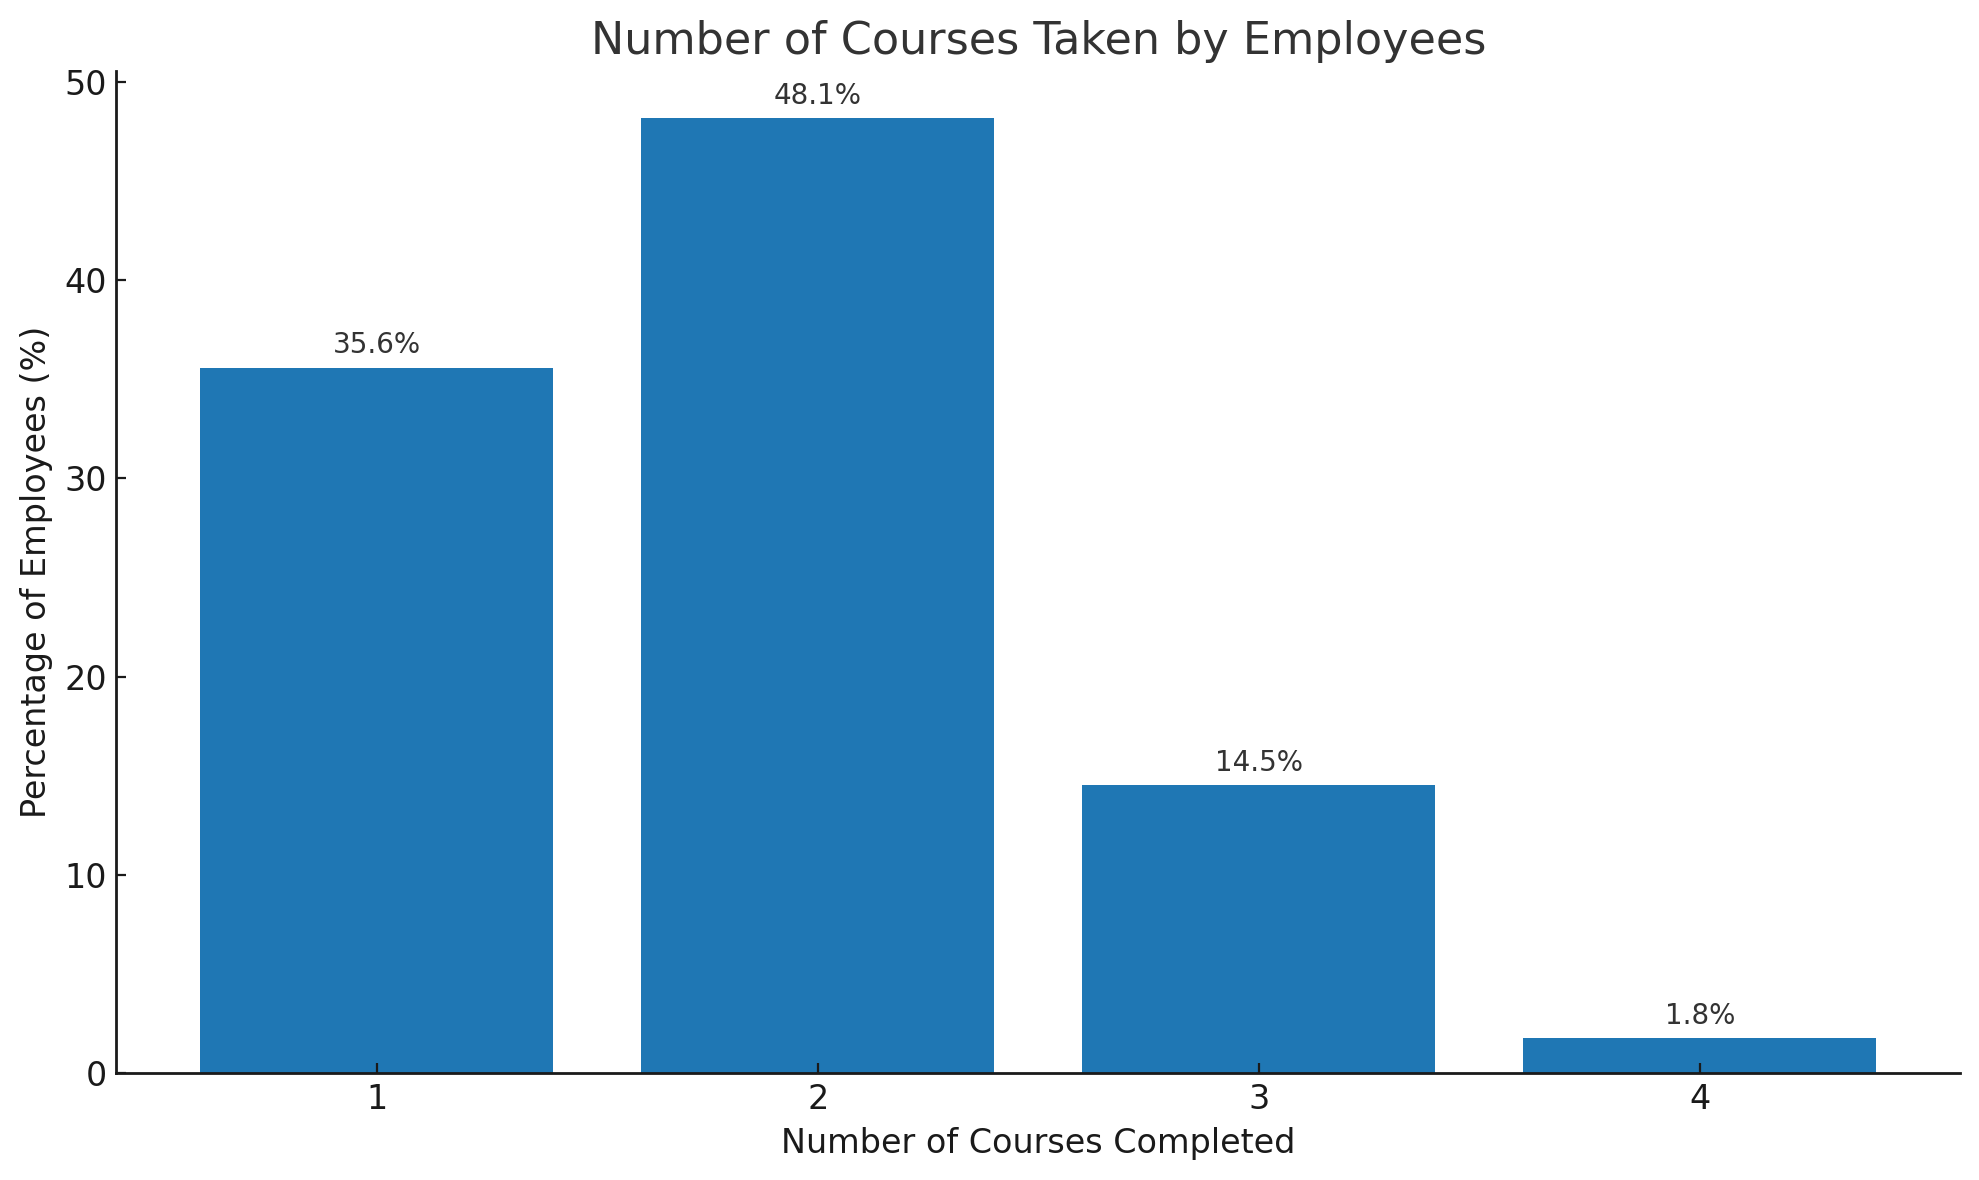 Number of Courses Taken by Employees
50
48.1%
40
35.6%
30
20
14.5%
10
1.8%
0
Percentage of Employees (%)
1 2 3 4
Number of Courses Completed